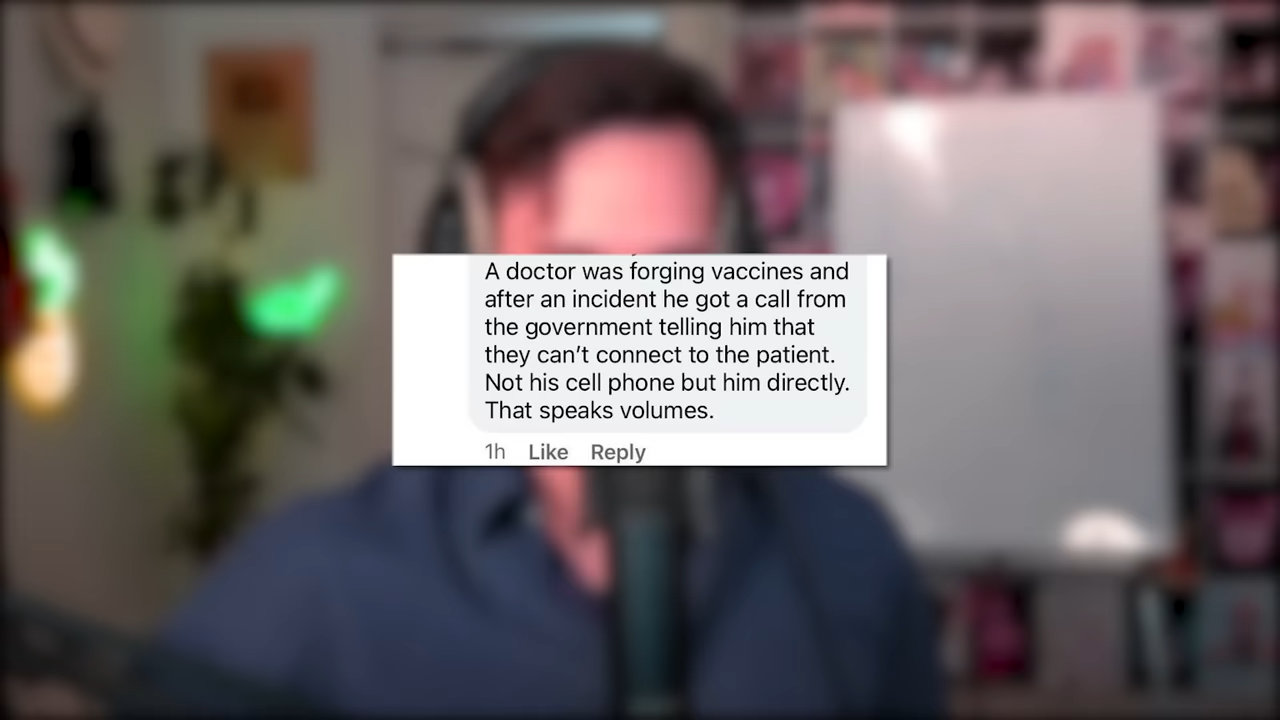 A doctor was forging vaccines and
after an incident he got a call from
the government telling him that
they can't connect to the patient.
Not his cell phone but him directly.
That speaks volumes.
1h Like Reply